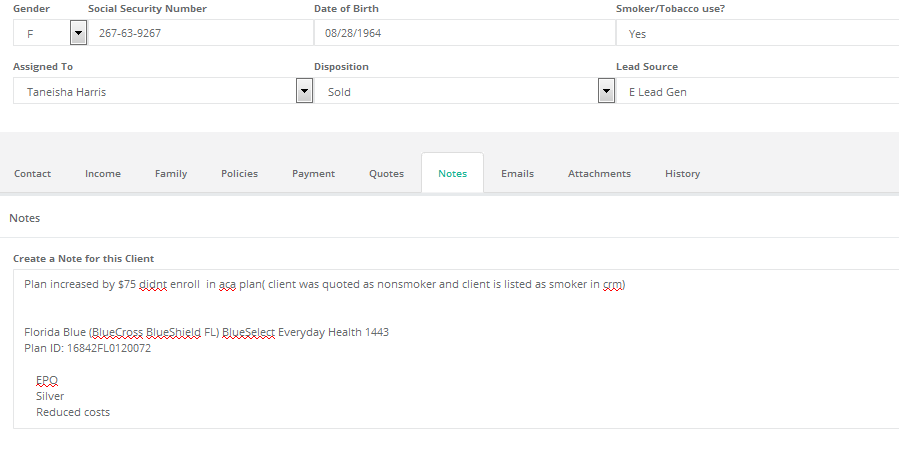 Gender Social Security Number Date of Birth Smoker/Tobacco use?
F 267-63-9267 08/28/1964 Yes
Assigned To Disposition Lead Source
Taneisha Harris Sold E Lead Gen
Contact Income Family Policies Payment Quotes Notes Emails Attachments History
Notes
Create a Note for this Client
Plan increased by $75 didnt enroll in aca plan( client was quoted as nonsmoker and client is listed as smoker in crm)
Florida Blue (BlueCross BlueShield FL) BlueSelect Everyday Health 1443
Plan ID: 16842FL0120072
EPO
Silver
Reduced costs